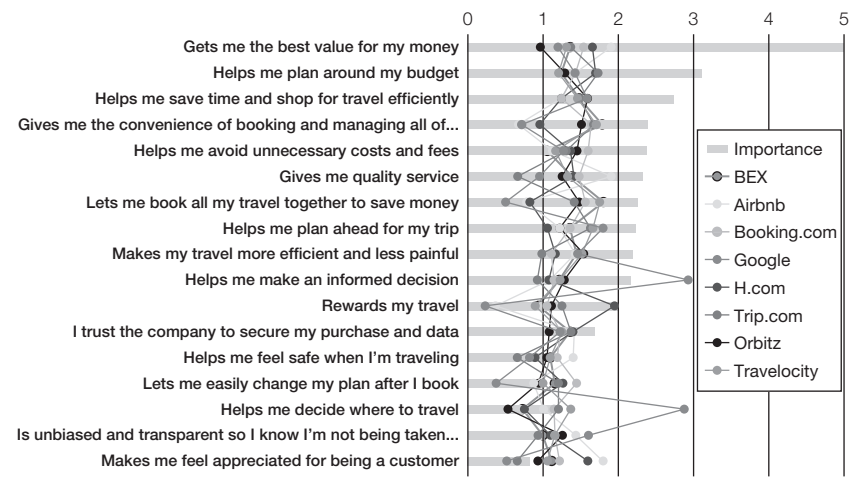 0 1 2 3 4 5
Gets me the best value for my money
Helps me plan around my budget
Helps me save time and shop for travel efficiently
Gives me the convenience of booking and managing all of...
Helps me avoid unnecessary costs and fees
Gives me quality service
Lets me book all my travel together to save money
Helps me plan ahead for my trip
Makes my travel more efficient and less painful
Helps me make an informed decision
Rewards my travel
I trust the company to secure my purchase and data
Helps me feel safe when I’m traveling
Lets me easily change my plan after I book
Helps me decide where to travel
Is unbiased and transparent so I know I’m not being taken...
Makes me feel appreciated for being a customer
Importance
BEX
Airbnb
Booking.com
Google
H.com
Trip.com
Orbitz
Travelocity